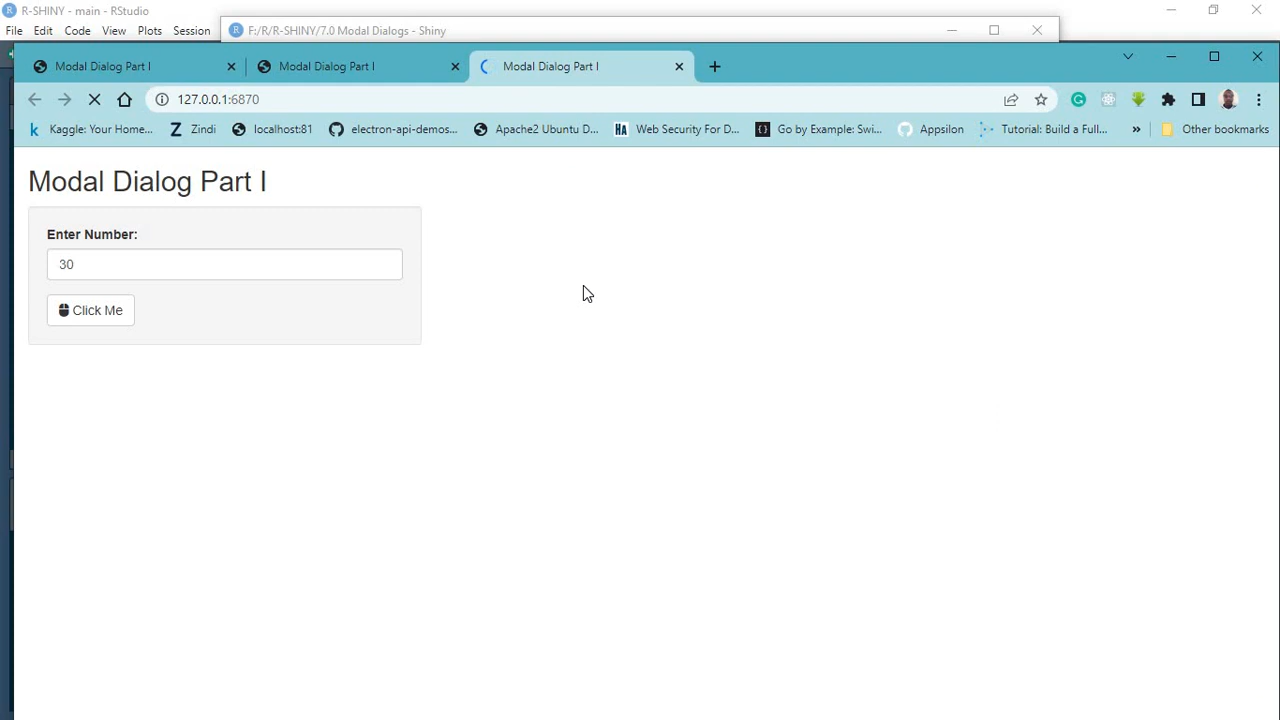 R-SHINY - main - RStudio
File Edit Code View Plots Session
F:/R/R-SHINY/7.0 Modal Dialogs - Shiny
Modal Dialog Part I
Modal Dialog Part I
Modal Dialog Part I
127.0.0.1:6870
Kaggle: Your Home...
Zindi
localhost:81
electron-api-demos...
Apache2 Ubuntu D...
HA Web Security For D...
Go by Example: Swi...
Appsilon
Tutorial: Build a Full...
»
Other bookmarks
Modal Dialog Part I
Enter Number:
30
Click Me